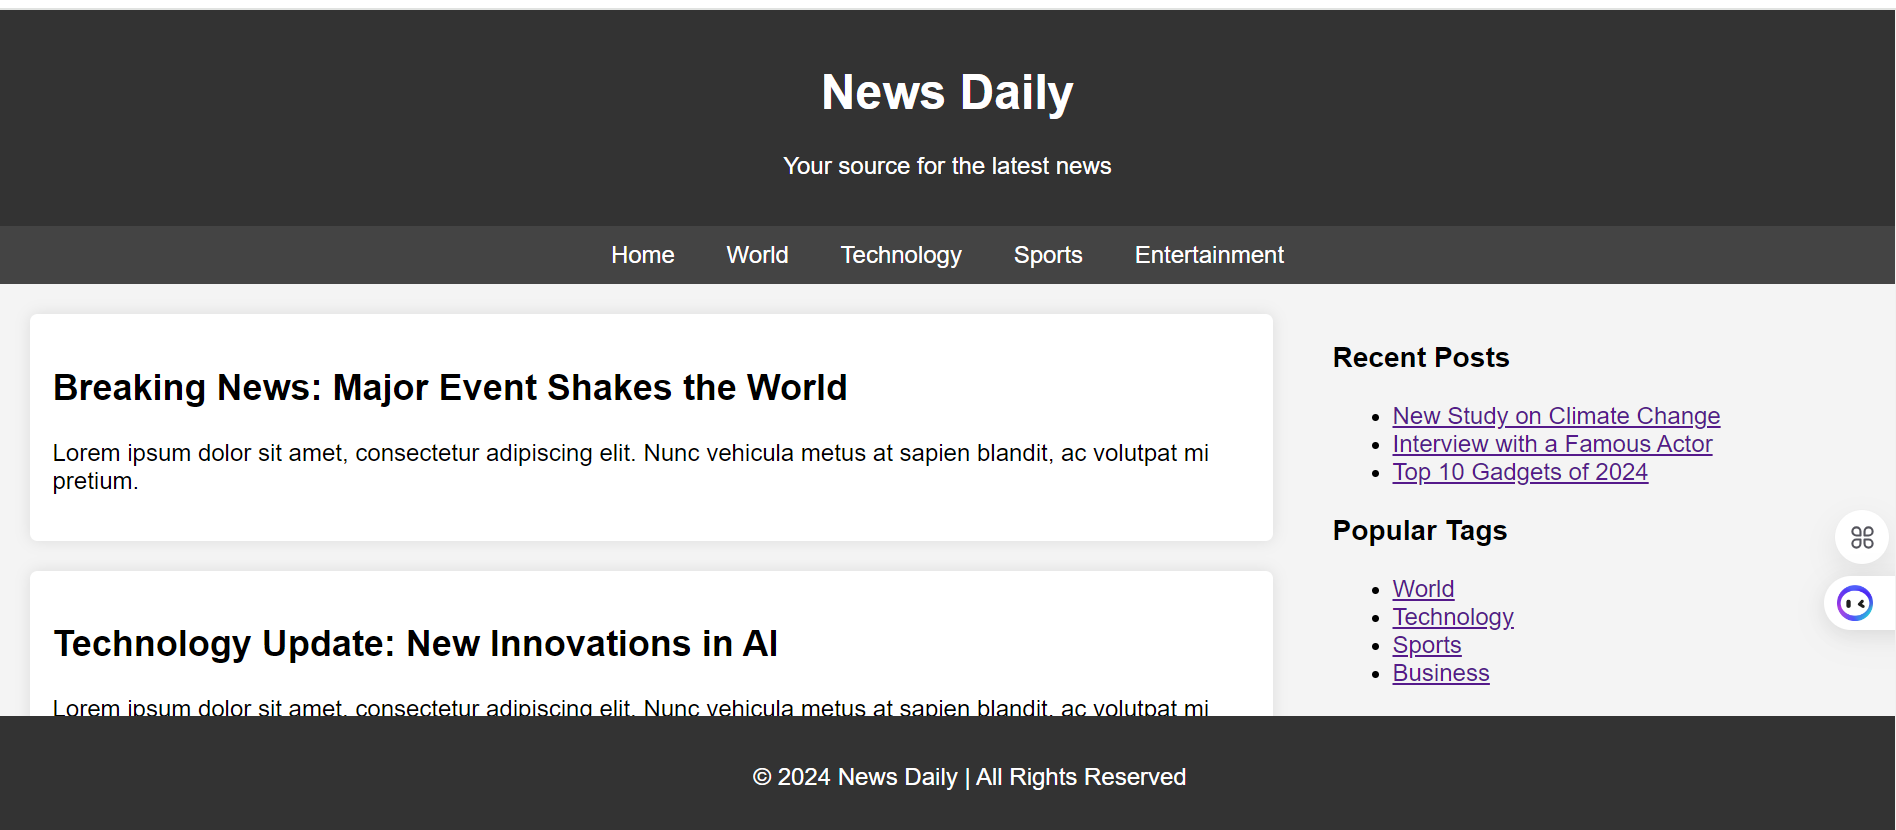 News Daily
Your source for the latest news
Home World Technology Sports Entertainment
Breaking News: Major Event Shakes the World
Lorem ipsum dolor sit amet, consectetur adipiscing elit. Nunc vehicula metus at sapien blandit, ac volutpat mi
pretium.
Technology Update: New Innovations in AI
Lorem ipsum dolor sit amet, consectetur adipiscing elit. Nunc vehicula metus at sapien blandit, ac volutpat mi
Recent Posts
New Study on Climate Change
Interview with a Famous Actor
Top 10 Gadgets of 2024
Popular Tags
World
Technology
Sports
Business
© 2024 News Daily | All Rights Reserved